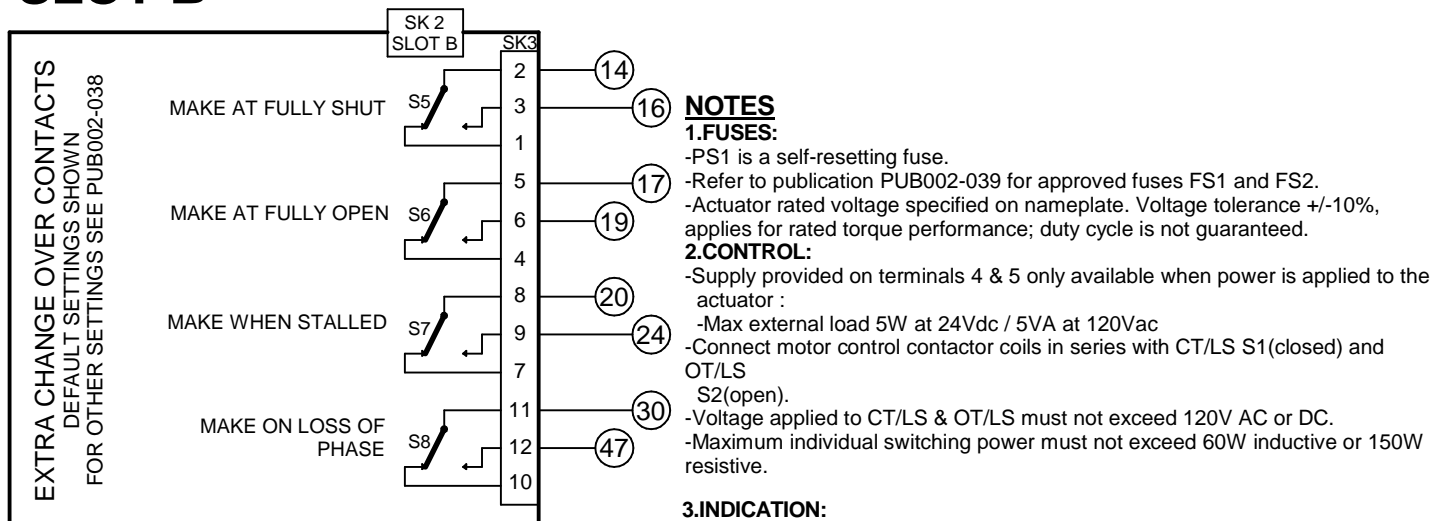 SLOT B
SK 2
SLOT B
SK3
EXTRA CHANGE OVER CONTACTS
DEFAULT SETTINGS SHOWN
FOR OTHER SETTINGS SEE PUB002-038
MAKE AT FULLY SHUT
S5
2
3
1
14
16
MAKE AT FULLY OPEN
S6
5
6
4
17
19
MAKE WHEN STALLED
S7
8
9
7
20
24
MAKE ON LOSS OF
PHASE
S8
11
12
10
30
47
NOTES
1.FUSES:
-PS1 is a self-resetting fuse.
-Refer to publication PUB002-039 for approved fuses FS1 and FS2.
-Actuator rated voltage specified on nameplate. Voltage tolerance +/-10%,
applies for rated torque performance; duty cycle is not guaranteed.
2.CONTROL:
-Supply provided on terminals 4 & 5 only available when power is applied to the
actuator :
-Max external load 5W at 24Vdc / 5VA at 120Vac
-Connect motor control contactor coils in series with CT/LS S1(closed) and
OT/LS
S2(open).
-Voltage applied to CT/LS & OT/LS must not exceed 120V AC or DC.
-Maximum individual switching power must not exceed 60W inductive or 150W
resistive.
3.INDICATION: